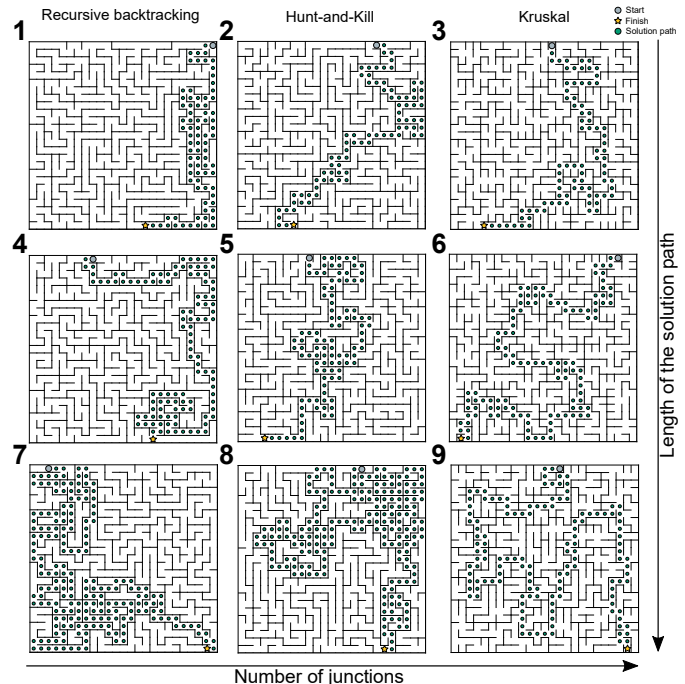 Recursive backtracking
Hunt-and-Kill
Kruskal
Start
Finish
Solution path
1
2
3
4
5
6
7
8
9
Length of the solution path
Number of junctions